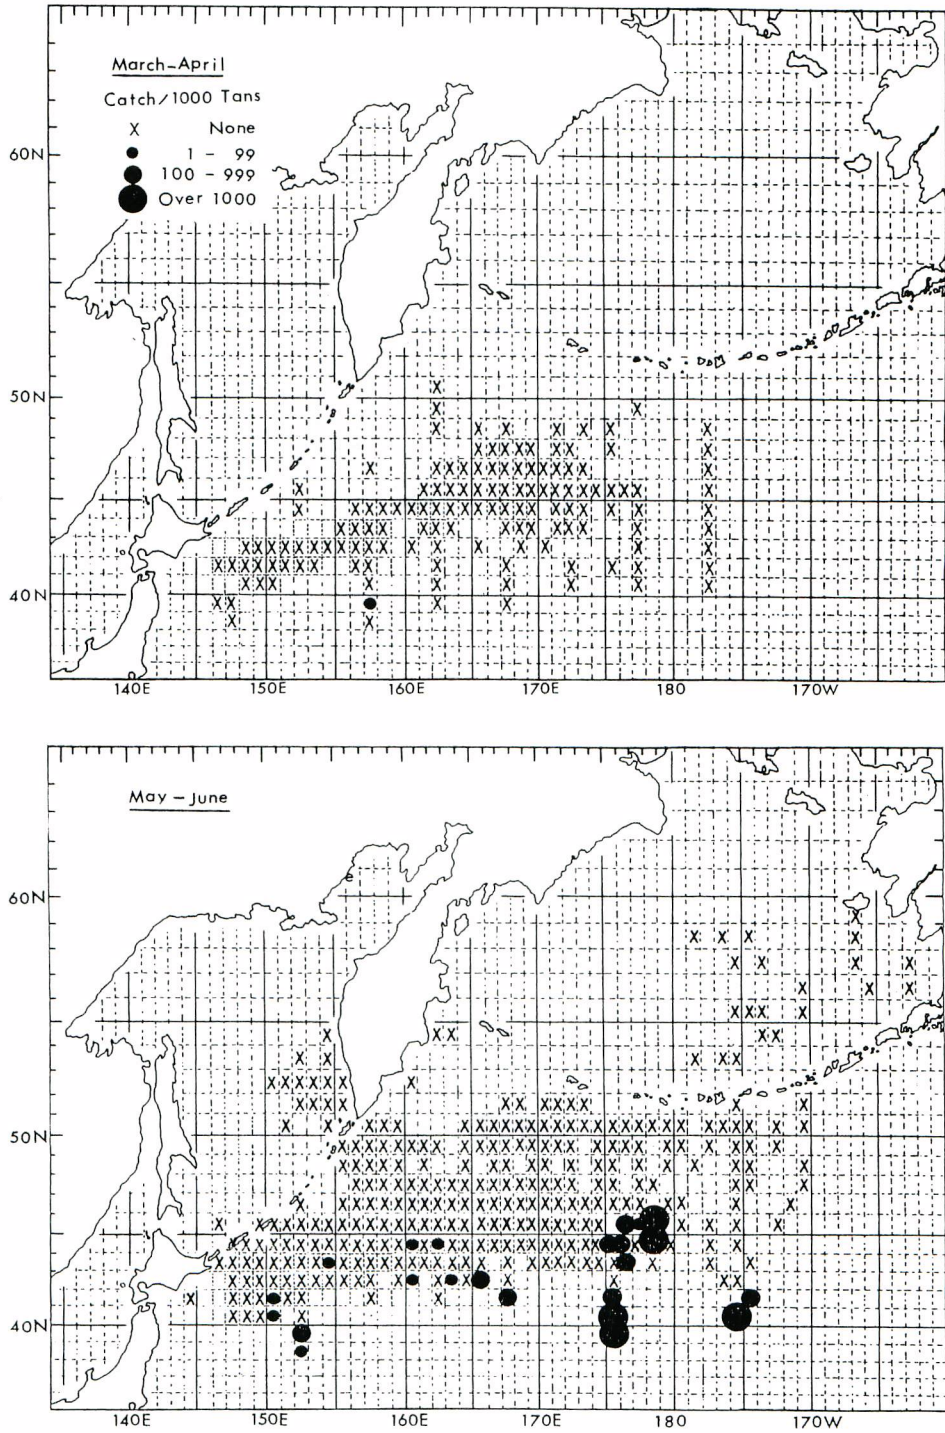 March-April
Catch/1000 Tans
X None
1 - 99
100 - 999
Over 1000
60N
50N
40N
140E 150E 160E 170E 180 170W
May - June
e
60N
50N
40N
140E 150E 160E 170E 180 170W